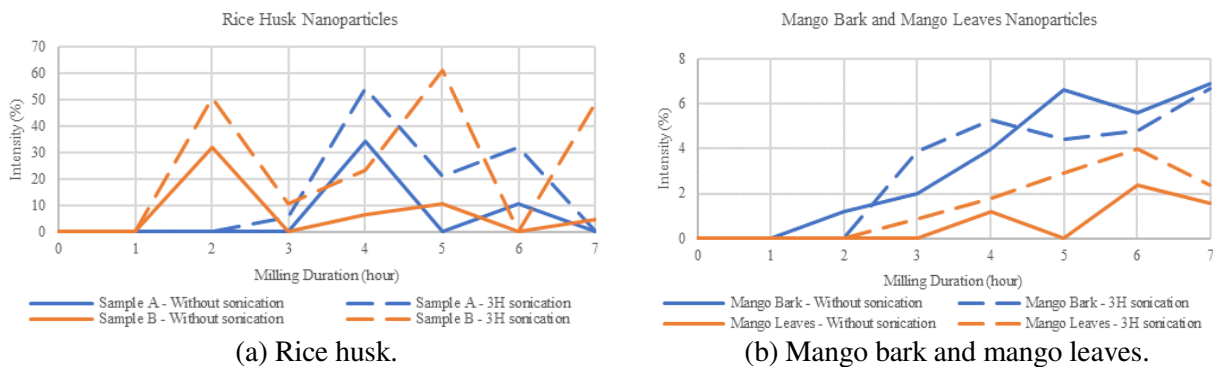 Rice Husk Nanoparticles
70
60
50
40
30
20
10
0
Intensity (%)
0 1 2 3 4 5 6 7
Milling Duration (hour)
Sample A - Without sonication Sample A - 3H sonication
Sample B - Without sonication Sample B - 3H sonication
(a) Rice husk.
Mango Bark and Mango Leaves Nanoparticles
8
6
4
2
0
Intensity (%)
0 1 2 3 4 5 6 7
Milling Duration (hour)
Mango Bark - Without sonication Mango Bark - 3H sonication
Mango Leaves - Without sonication Mango Leaves - 3H sonication
(b) Mango bark and mango leaves.